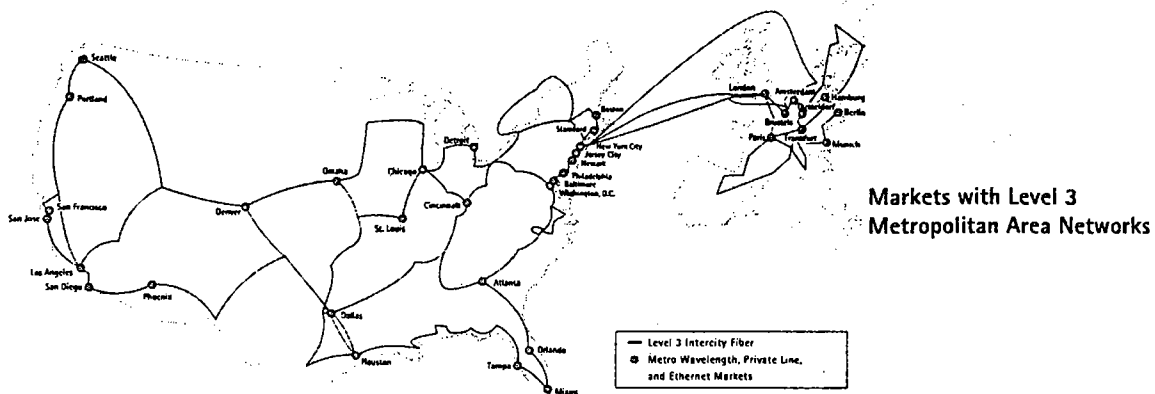 Seattle
Portland
San Francisco
San Jose
Los Angeles
San Diego
Phoenix
Denver
Omaha
St. Louis
Chicago
Detroit
Cincinnati
Dallas
Houston
Atlanta
Orlando
Tampa
Miami
Boston
Stamford
New York City
Jersey City
Newark
Philadelphia
Baltimore
Washington, D.C.
London
Amsterdam
Brussels
Paris
Frankfurt
Hamburg
Berlin
Munich
Markets with Level 3
Metropolitan Area Networks
Level 3 Intercity Fiber
Metro Wavelength, Private Line,
and Ethernet Markets